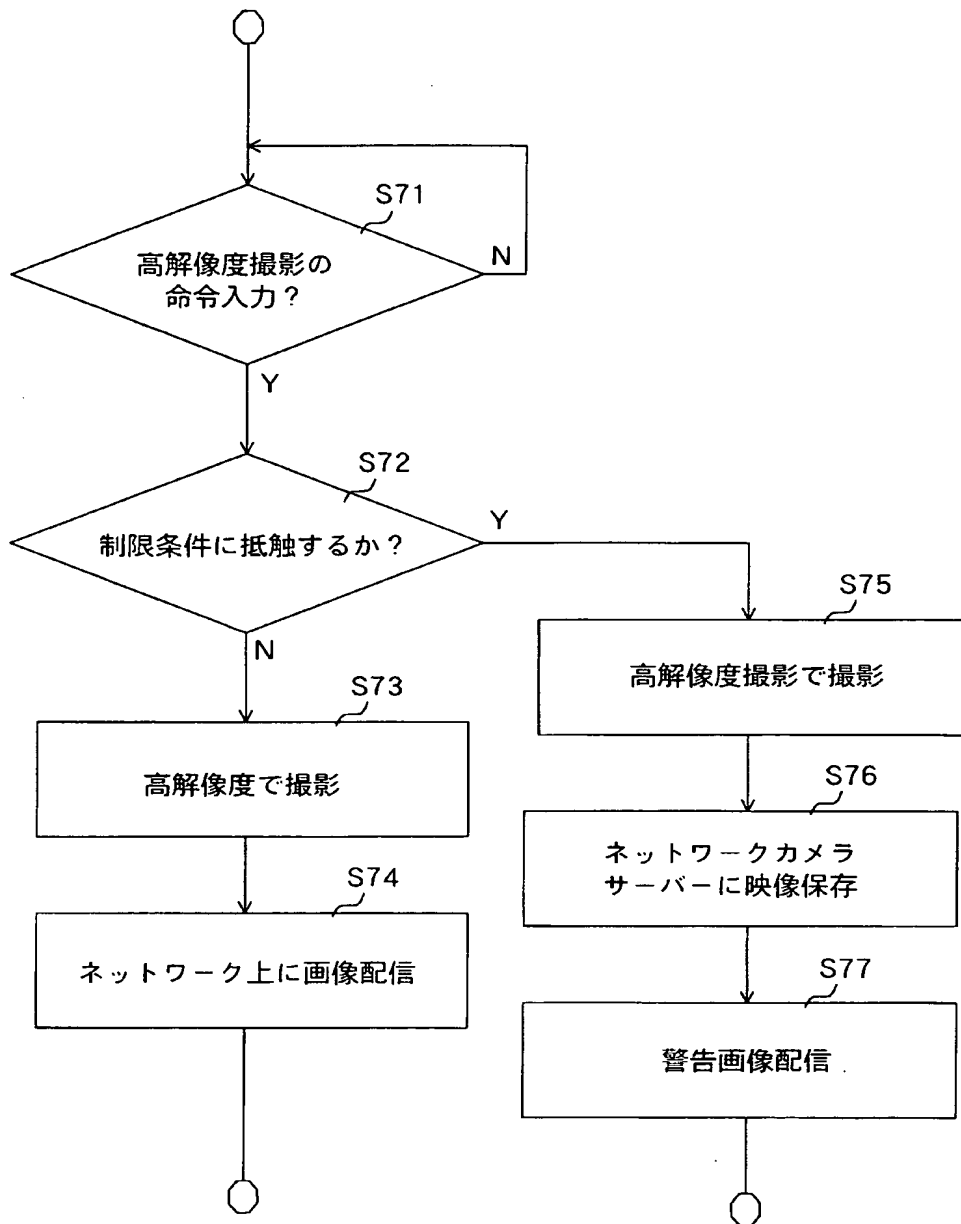 S71
高解像度撮影の
命令入力？
N
Y
S72
制限条件に抵触するか？
Y
N
S75
高解像度撮影で撮影
S73
高解像度で撮影
S76
ネットワークカメラ
サーバーに映像保存
S74
ネットワーク上に画像配信
S77
警告画像配信